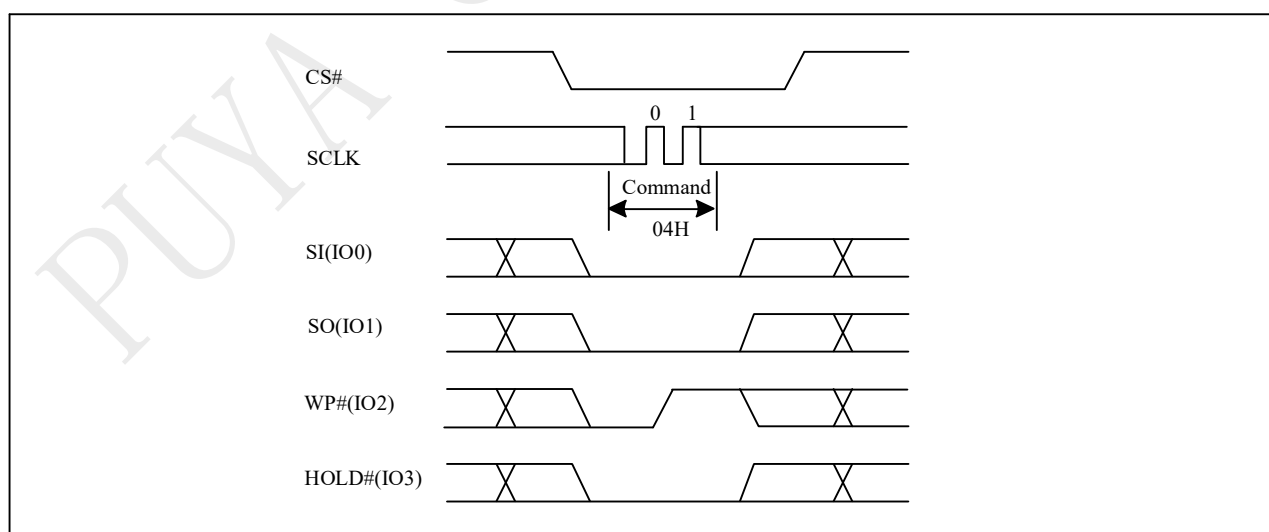 PUYA
CS#
0 1
SCLK
Command
04H
SI(IO0)
SO(IO1)
WP#(IO2)
HOLD#(IO3)